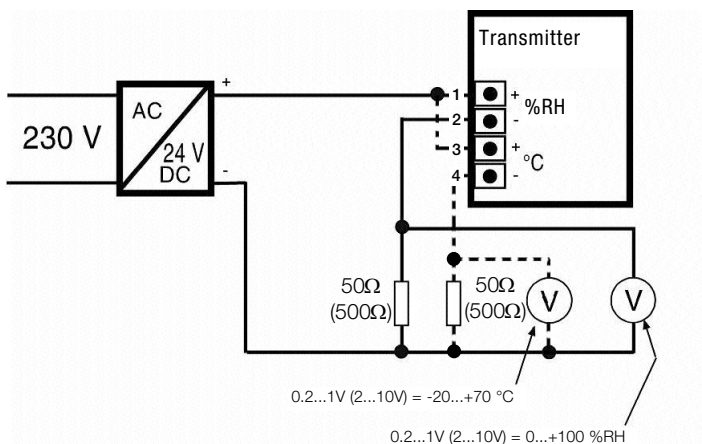 Transmitter
230 V
AC
24 V
DC
+
-
1
+
%RH
2
-
3
+
°C
4
-
50Ω
(500Ω)
50Ω
(500Ω)
V
V
0.2...1V (2...10V) = -20...+70 °C
0.2...1V (2...10V) = 0...+100 %RH